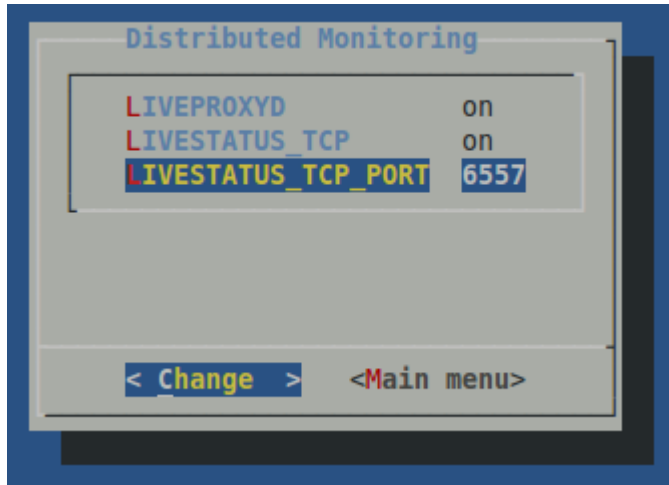 Distributed Monitoring
LIVEPROXYD on
LIVESTATUS_TCP on
LIVESTATUS_TCP_PORT 6557
< Change > <Main menu>